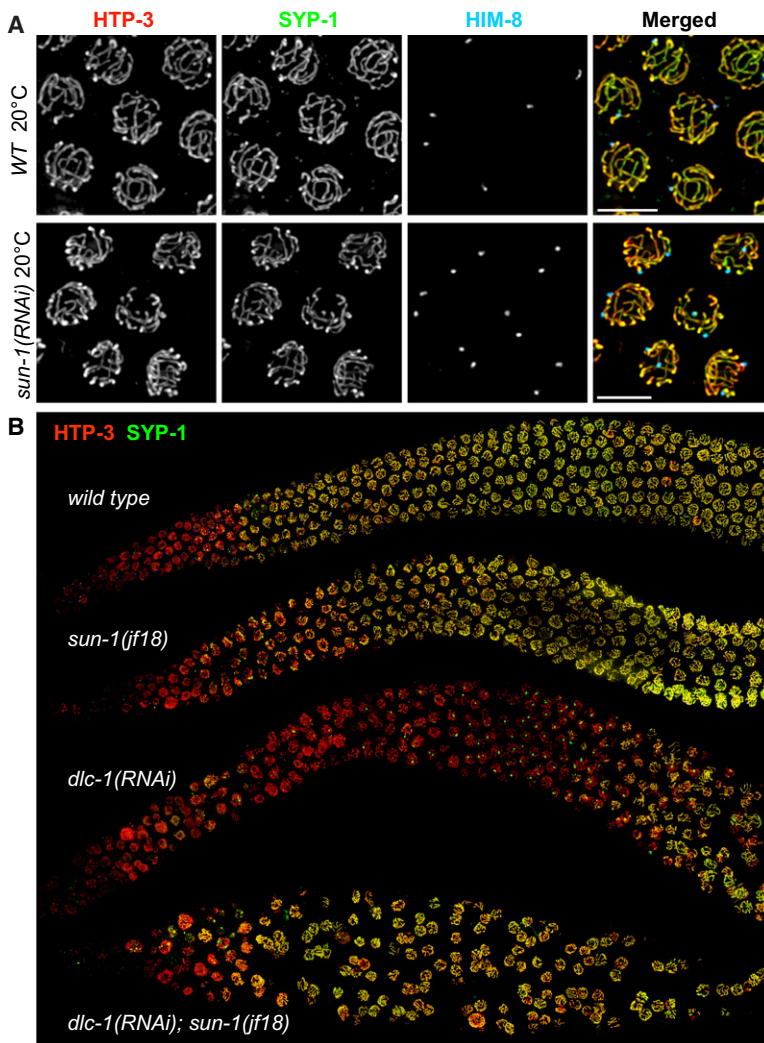 A
HTP-3 SYP-1 HIM-8 Merged
WT 20°C
sun-1(RNAi) 20°C
B
HTP-3 SYP-1
wild type
sun-1(jf18)
dlc-1(RNAi)
dlc-1(RNAi); sun-1(jf18)